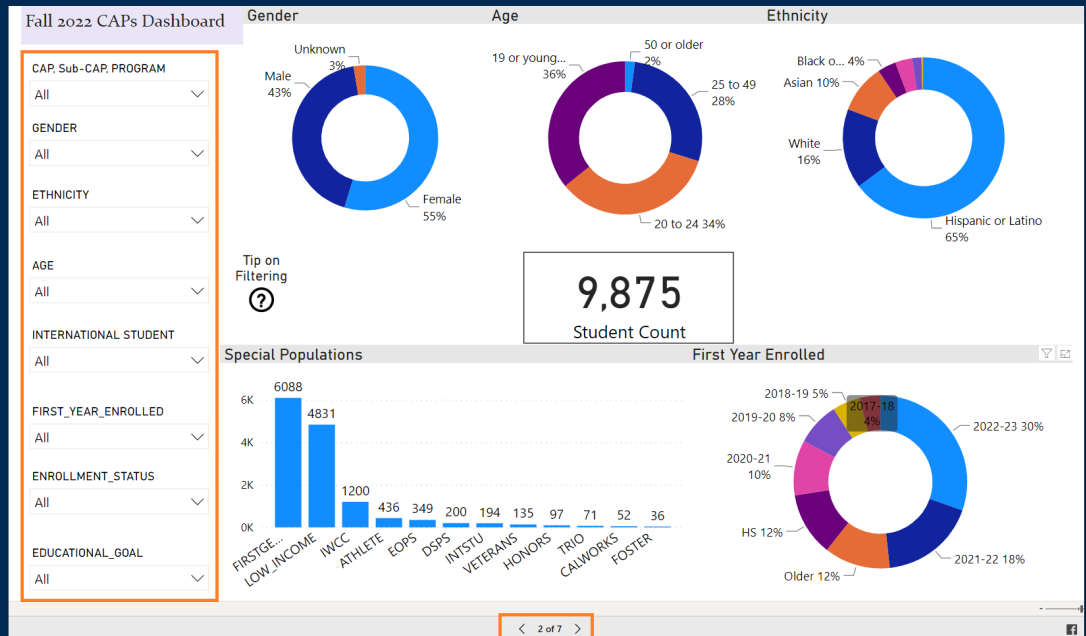 Fall 2022 CAPs Dashboard
CAP, Sub-CAP, PROGRAM
All
GENDER
All
ETHNICITY
All
AGE
All
INTERNATIONAL STUDENT
All
FIRST_YEAR_ENROLLED
All
ENROLLMENT_STATUS
All
EDUCATIONAL_GOAL
All
Gender
Unknown
3%
Male
43%
Female
55%
Age
50 or older
2%
19 or young...
36%
25 to 49
28%
20 to 24 34%
Ethnicity
Black o... 4%
Asian 10%
White
16%
Hispanic or Latino
65%
Tip on
Filtering
?
9,875
Student Count
Special Populations
6K
4K
2K
0K
6088
4831
1200
436
349
200
194
135
97
71
52
36
FIRSTGE...
LOW_INCOME
IWCC
ATHLETE
EOPS
DSPS
INTSTU
VETERANS
HONORS
TRIO
CALWORKS
FOSTER
First Year Enrolled
2018-19 5%
2017-18
4%
2019-20 8%
2022-23 30%
2020-21
10%
HS 12%
Older 12%
2021-22 18%
2 of 7